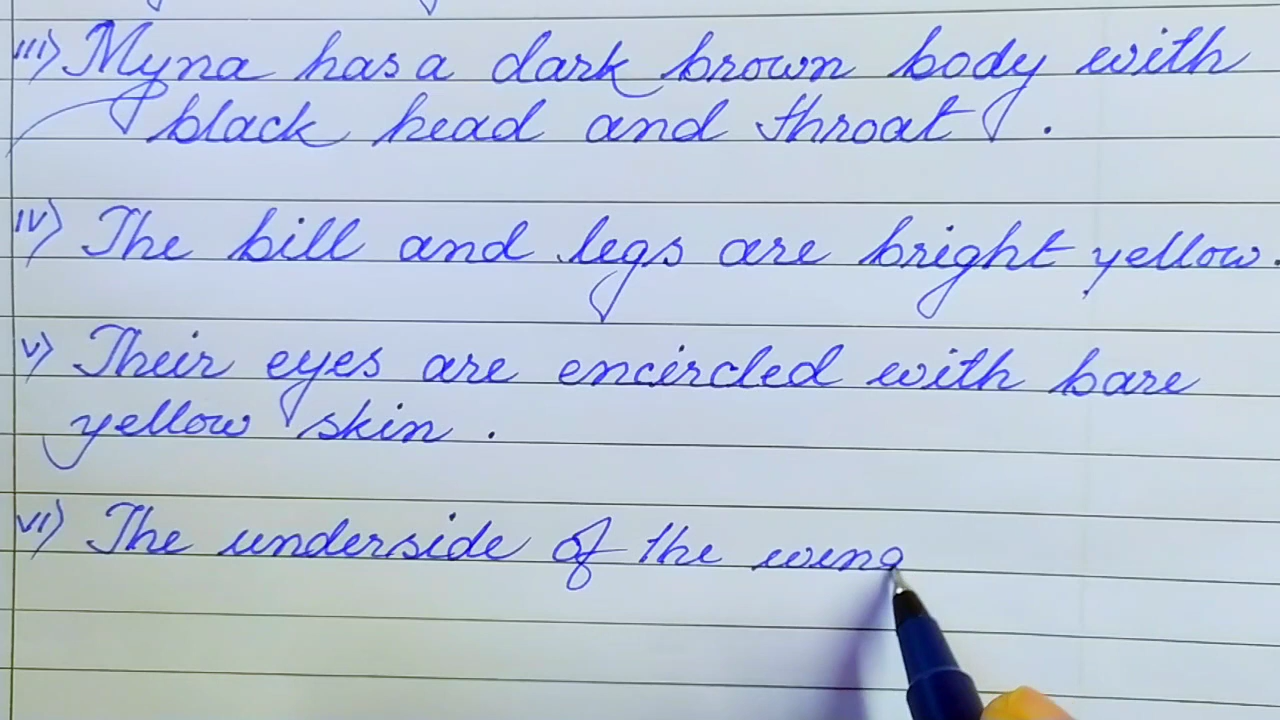 III) Myna has a dark brown body with
black head and throat.
IV) The bill and legs are bright yellow.
V) Their eyes are encircled with bare
yellow skin.
VI) The underside of the wing